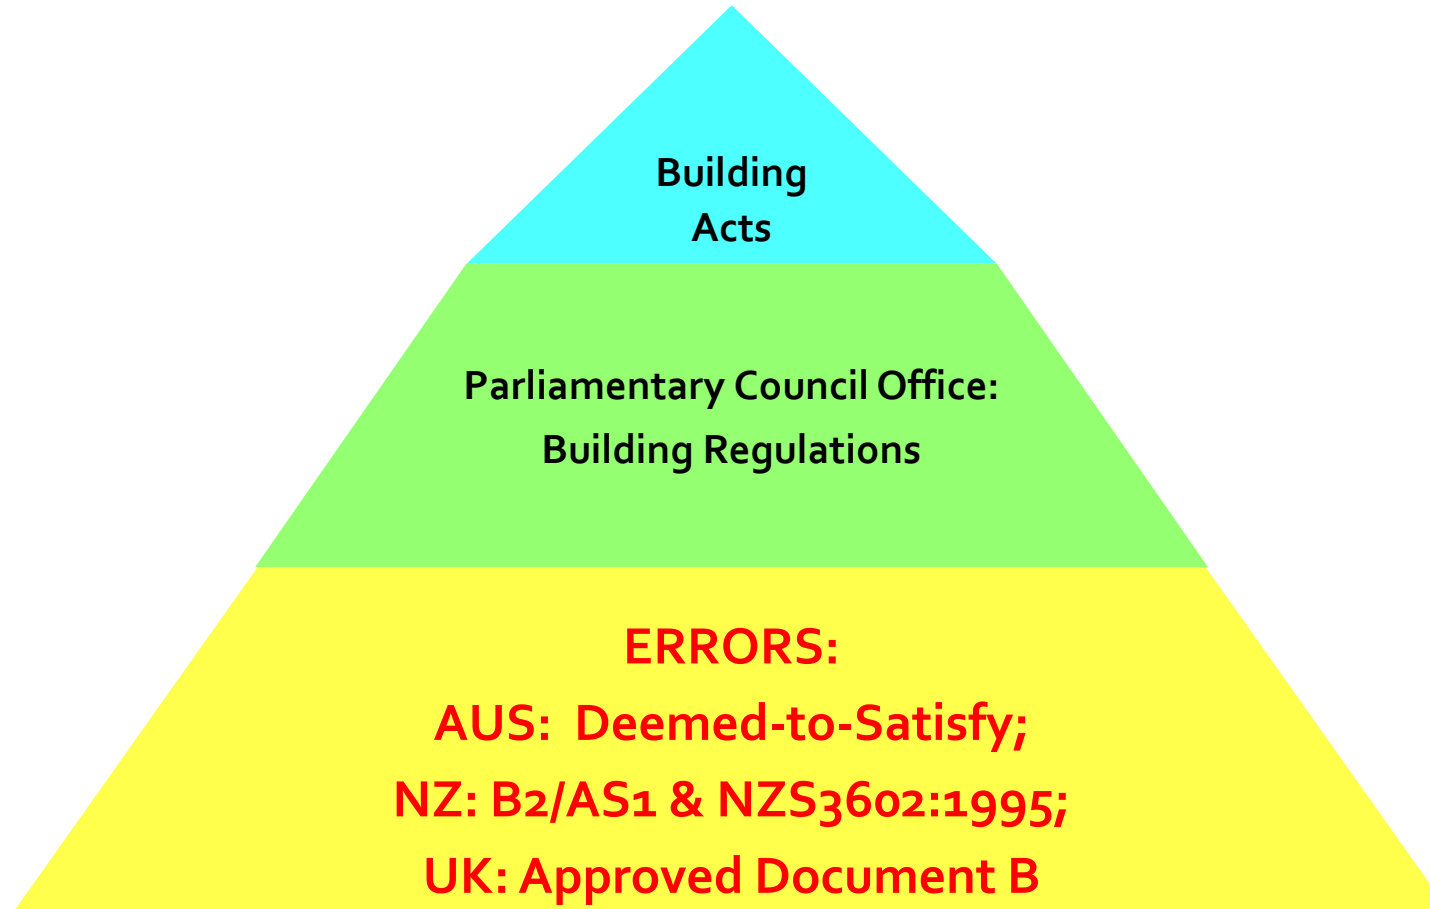 Building
Acts
Parliamentary Council Office:
Building Regulations
ERRORS:
AUS:  Deemed-to-Satisfy;
NZ: B2/AS1 & NZS3602:1995;
UK: Approved Document B